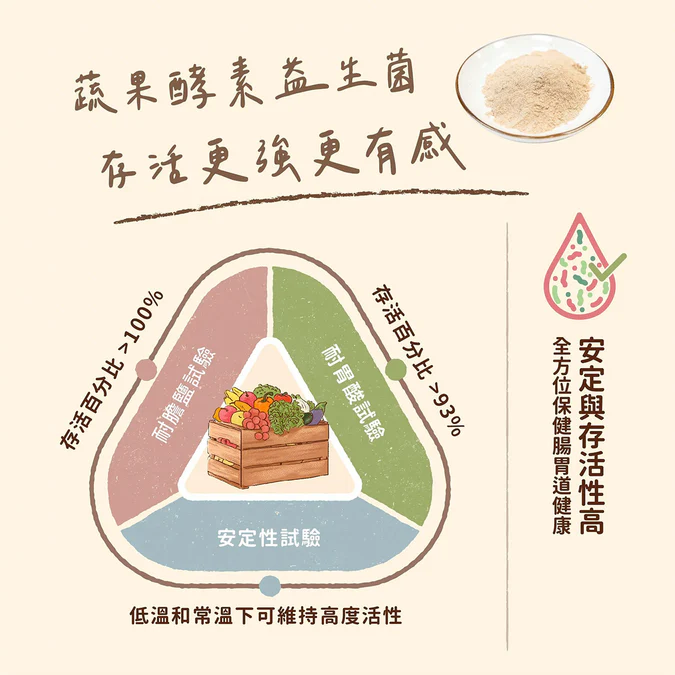 蔬果酵素益生菌
存活更強更有感
存活百分比 >100%
耐膽鹽試驗
存活百分比 >93%
耐胃酸試驗
安定性試驗
低溫和常溫下可維持高度活性
安定與存活性高
全方位保健腸胃道健康